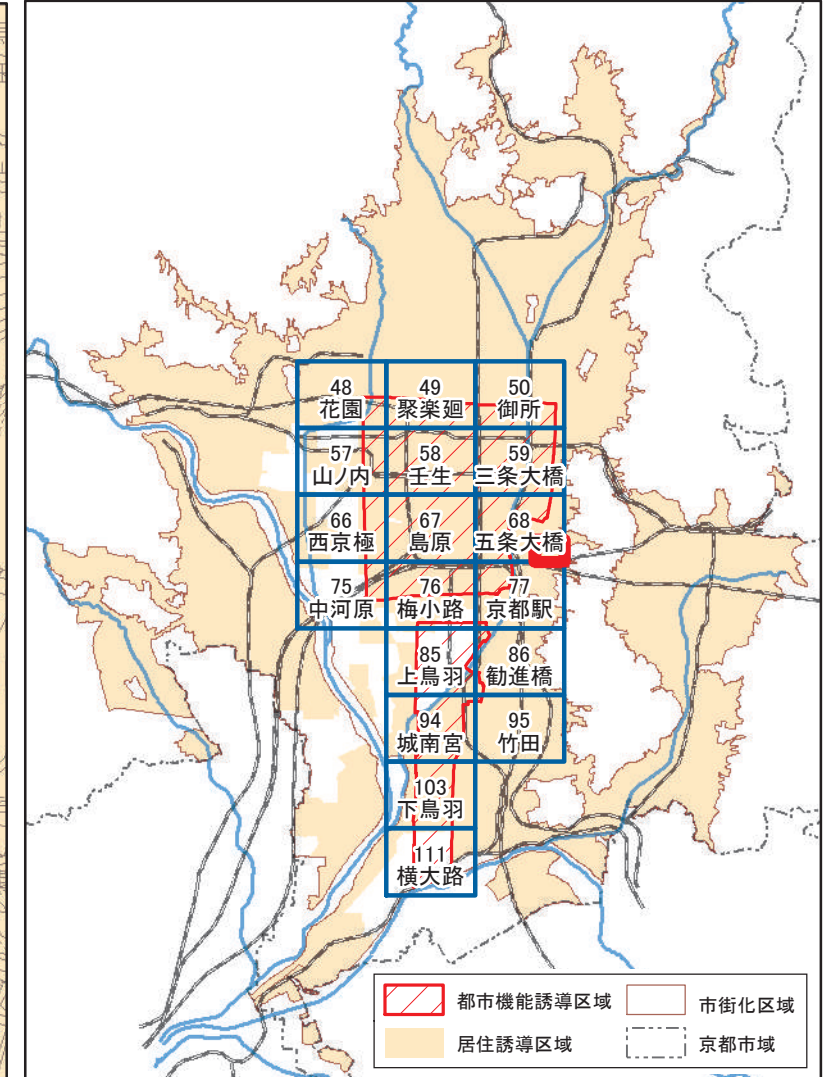 48
花園
49
聚楽廻
50
御所
57
山ノ内
58
壬生
59
三条大橋
66
西京極
67
島原
68
五条大橋
75
中河原
76
梅小路
77
京都駅
85
上鳥羽
86
勧進橋
94
城南宮
95
竹田
103
下鳥羽
111
横大路
都市機能誘導区域
市街化区域
居住誘導区域
京都市域